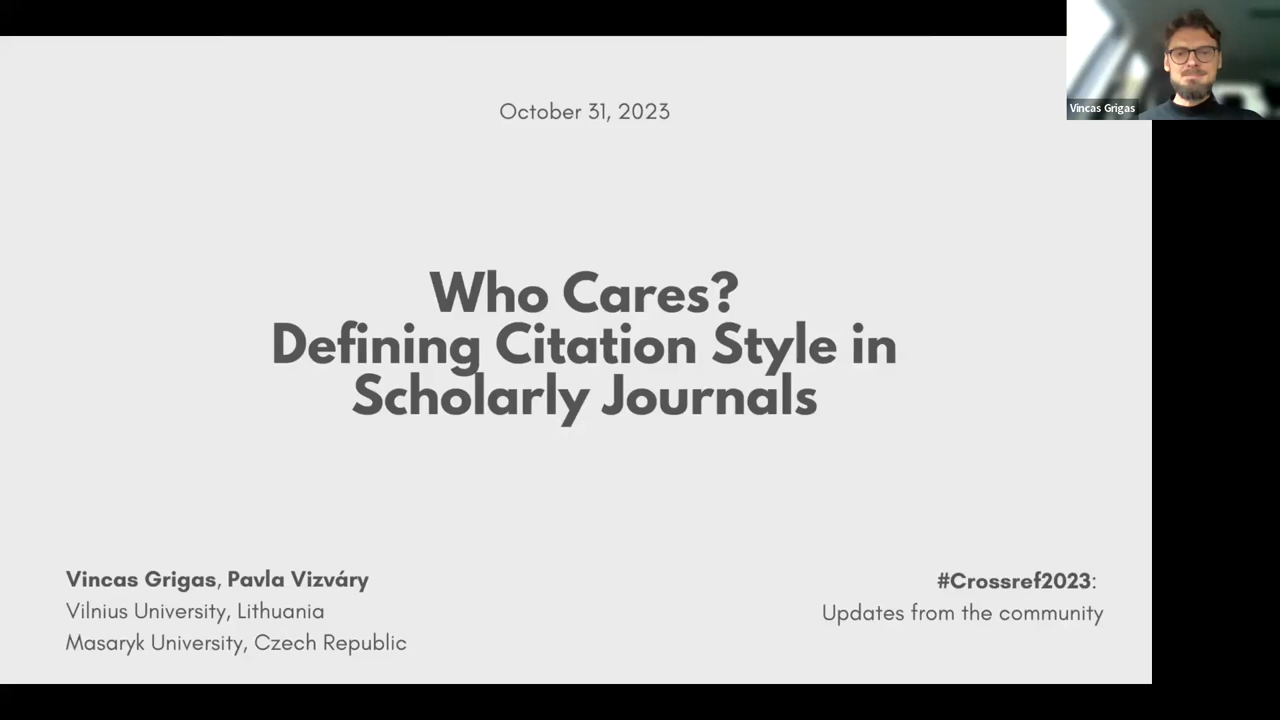 Vincas Grigas
October 31, 2023
Who Cares?
Defining Citation Style in
Scholarly Journals
Vincas Grigas, Pavla Vizváry
Vilnius University, Lithuania
Masaryk University, Czech Republic
#Crossref2023:
Updates from the community